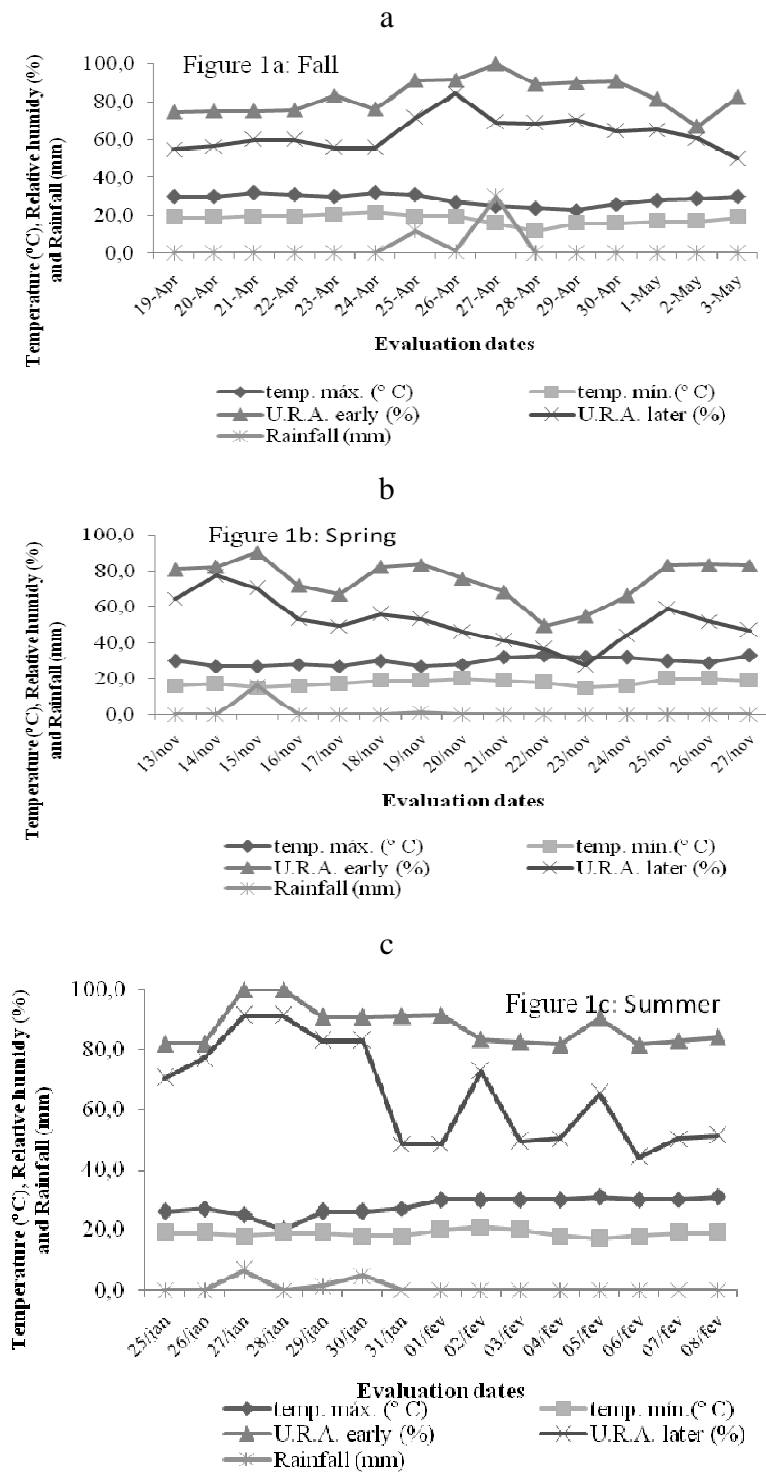 a
Figure 1a: Fall
Temperature (ºC), Relative humidy (%)
and Rainfall (mm)
100,0
80,0
60,0
40,0
20,0
0,0
19-Apr
20-Apr
21-Apr
22-Apr
23-Apr
24-Apr
25-Apr
26-Apr
27-Apr
28-Apr
29-Apr
30-Apr
1-May
2-May
3-May
Evaluation dates
temp. máx. (º C)
temp. mín.(º C)
U.R.A. early (%)
U.R.A. later (%)
Rainfall (mm)
b
Figure 1b: Spring
Temperature (ºC), Relative humidy (%)
and Rainfall (mm)
100,0
80,0
60,0
40,0
20,0
0,0
13/nov
14/nov
15/nov
16/nov
17/nov
18/nov
19/nov
20/nov
21/nov
22/nov
23/nov
24/nov
25/nov
26/nov
27/nov
Evaluation dates
temp. máx. (º C)
temp. mín.(º C)
U.R.A. early (%)
U.R.A. later (%)
Rainfall (mm)
c
Figure 1c: Summer
Temperature (ºC), Relative humidy (%)
and Rainfall (mm)
100,0
80,0
60,0
40,0
20,0
0,0
25/jan
26/jan
27/jan
28/jan
29/jan
30/jan
31/jan
01/fev
02/fev
03/fev
04/fev
05/fev
06/fev
07/fev
08/fev
Evaluation dates
temp. máx. (º C)
temp. mín.(º C)
U.R.A. early (%)
U.R.A. later (%)
Rainfall (mm)